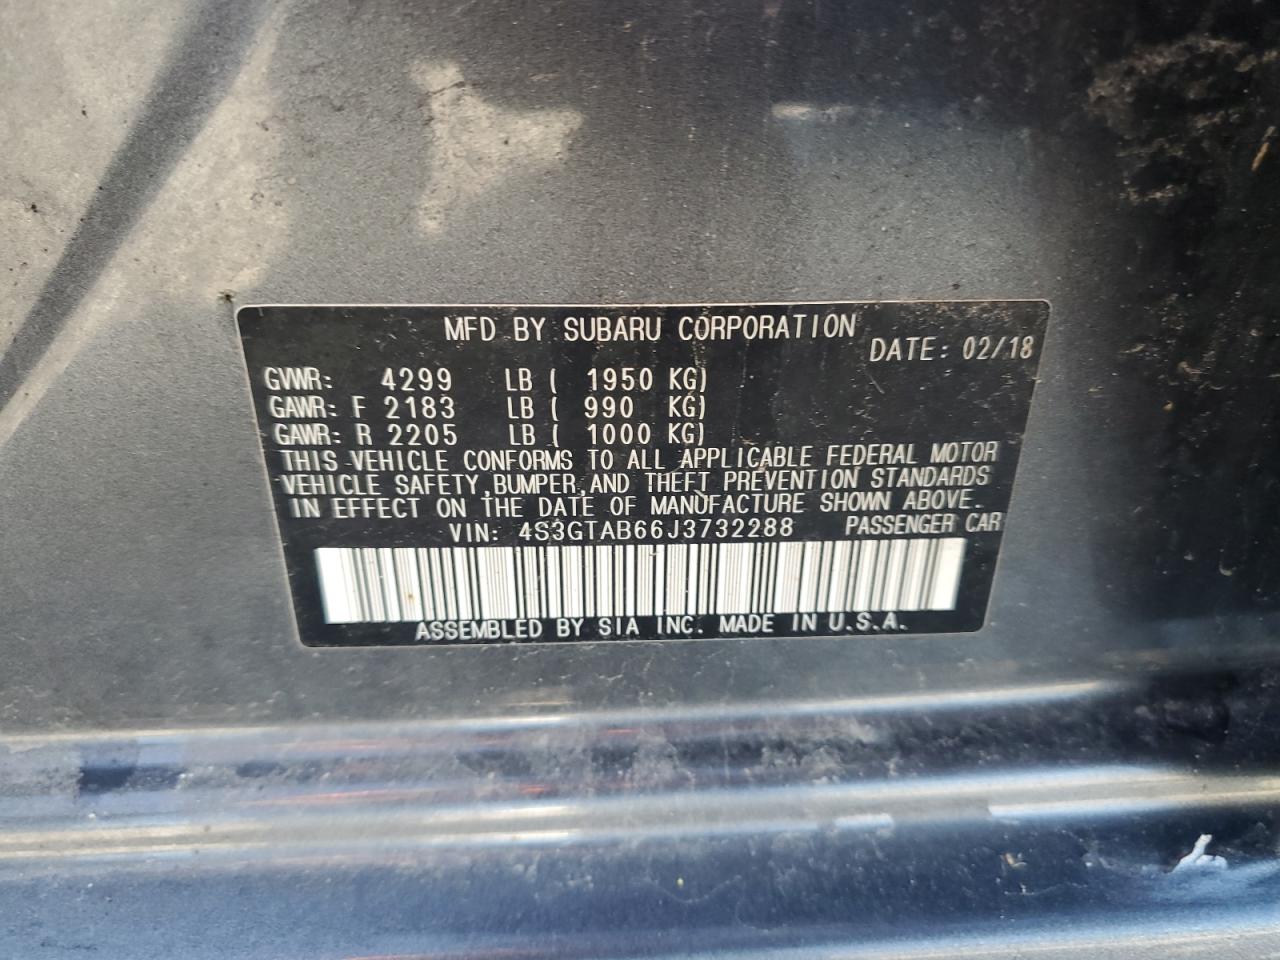 MFD BY SUBARU CORPORATION
DATE: 02/18
GVWR: 4299 LB ( 1950 KG)
GAWR: F 2183 LB ( 990 KG)
GAWR: R 2205 LB ( 1000 KG)
THIS VEHICLE CONFORMS TO ALL APPLICABLE FEDERAL MOTOR
VEHICLE SAFETY,BUMPER,AND THEFT PREVENTION STANDARDS
IN EFFECT ON THE DATE OF MANUFACTURE SHOWN ABOVE.
VIN: 4S3GTAB66J3732288 PASSENGER CAR
ASSEMBLED BY SIA INC. MADE IN U.S.A.